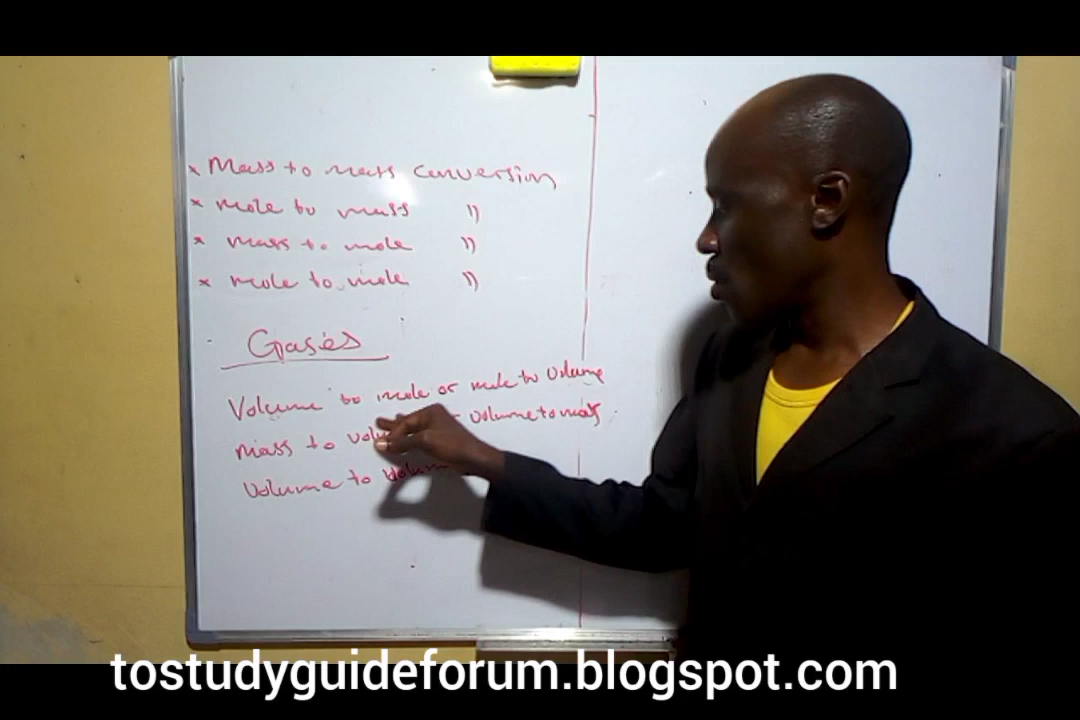 × Mass to mass conversion
× mole to mass "
× mass to mole "
× mole to mole "
Gases
Volume to mole or mole to volume
mass to volume to mass
volume to volume
tostudyguideforum.blogspot.com